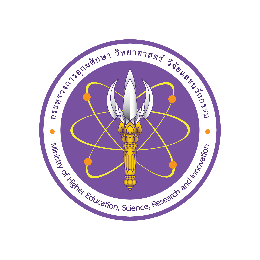 กระทรวงการอุดมศึกษา วิทยาศาสตร์ วิจัยและนวัตกรรม
Ministry of Higher Education, Science, Research and Innovation